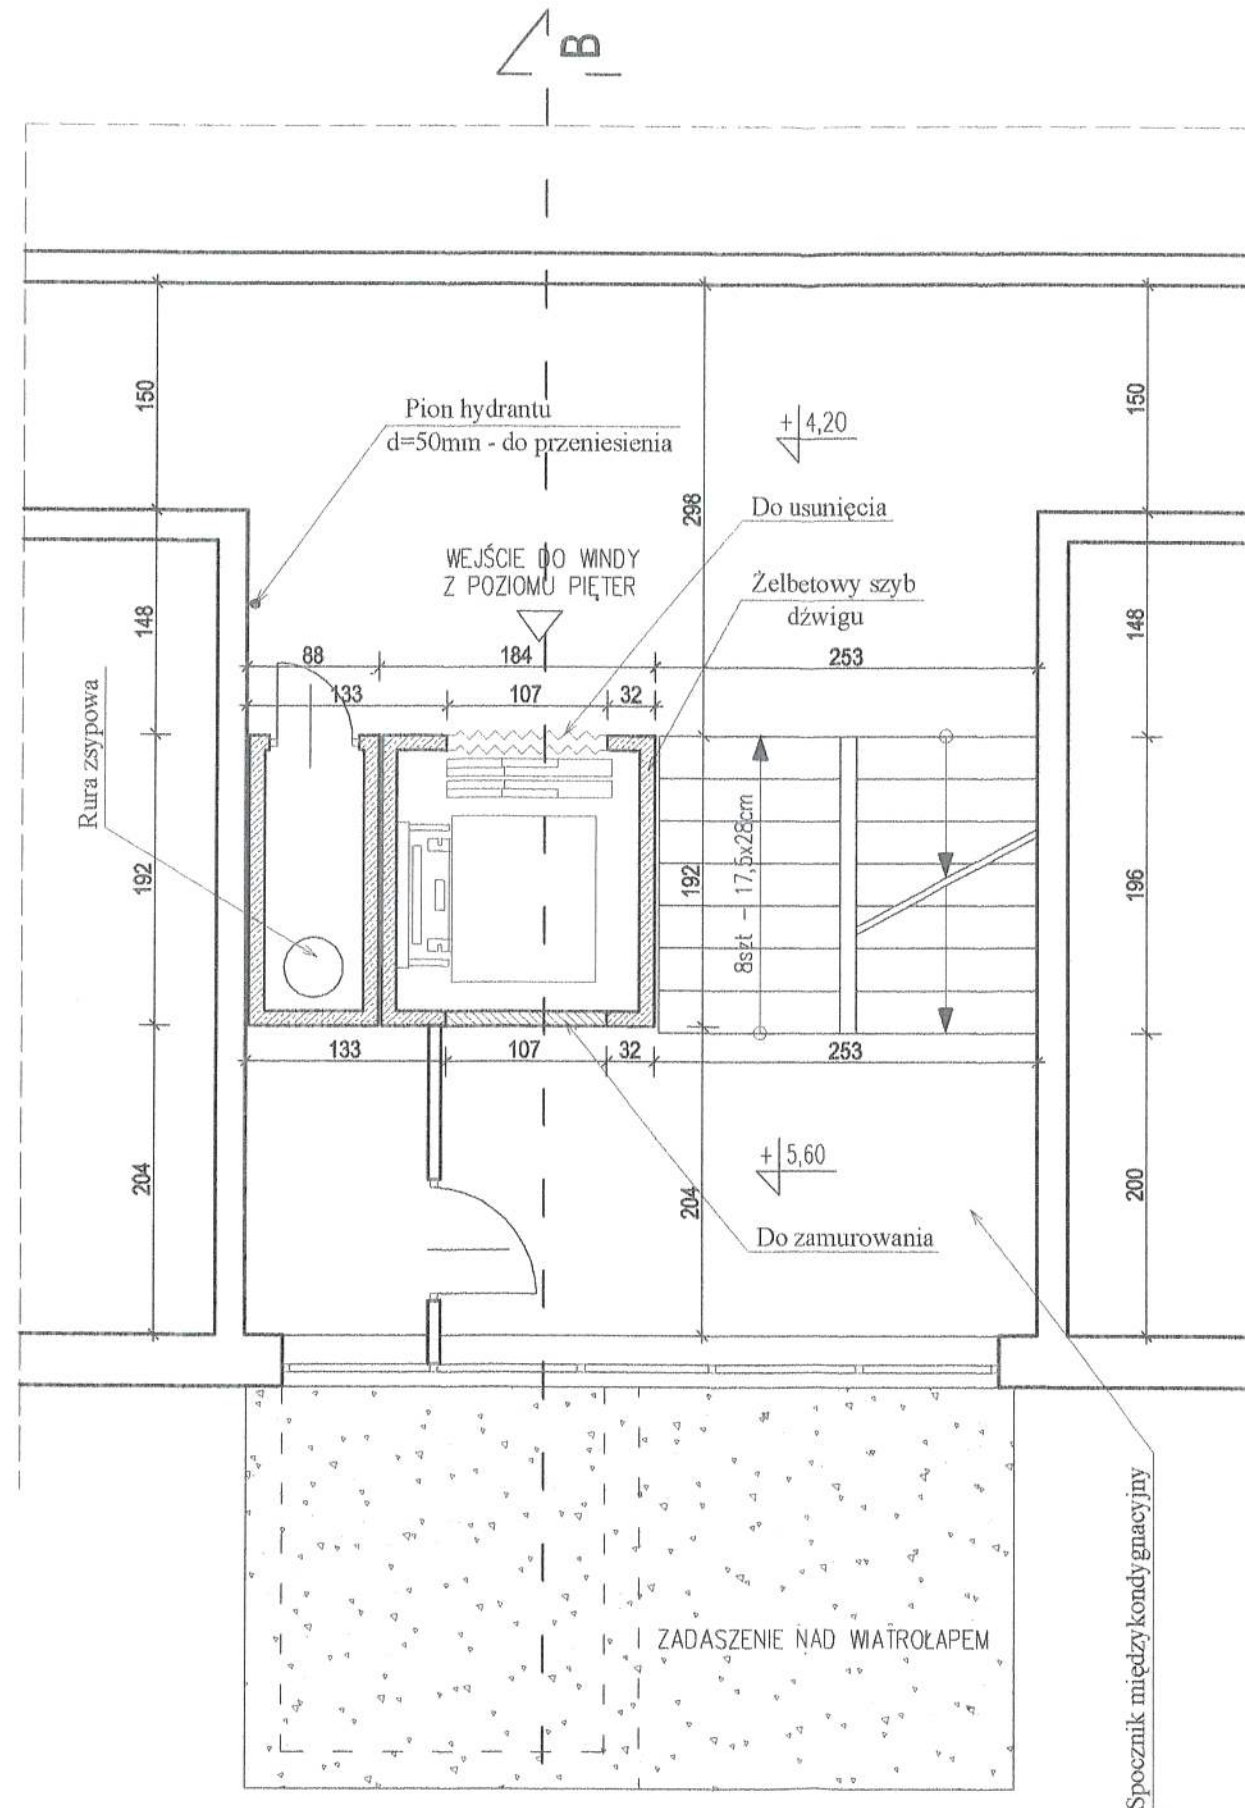 B
150
Pion hydrantu
d=50mm - do przeniesienia
+ 4,20
150
298
Do usunięcia
WEJŚCIE DO WINDY
Z POZIOMU PIĘTER
Żelbetowy szyb
dźwigu
148
148
88
184
253
133
107
32
Rura zsypowa
192
192
8szt – 17,5x28cm
196
133
107
32
253
204
204
+ 5,60
200
Do zamurowania
ZADASZENIE NAD WIATROŁAPEM
Spocznik międzykondygnacyjny